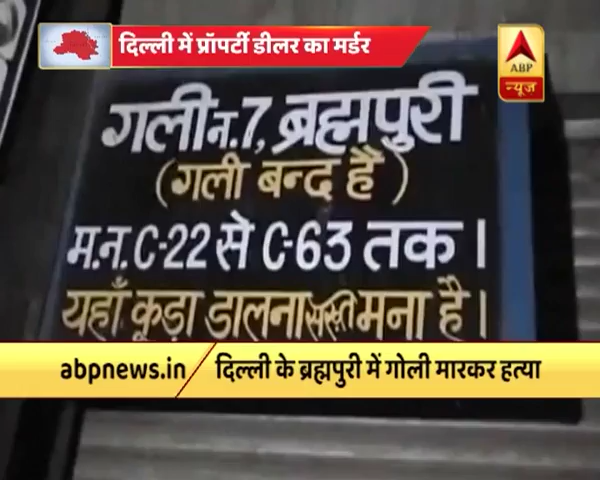 दिल्ली में प्रॉपर्टी डीलर का मर्डर
ABP
न्यूज़
गली न.7, ब्रह्मपुरी
(गली बन्द है)
म.न. C-22 से C-63 तक।
यहाँ कूड़ा डालना सख्त मना है।
abpnews.in
दिल्ली के ब्रह्मपुरी में गोली मारकर हत्या